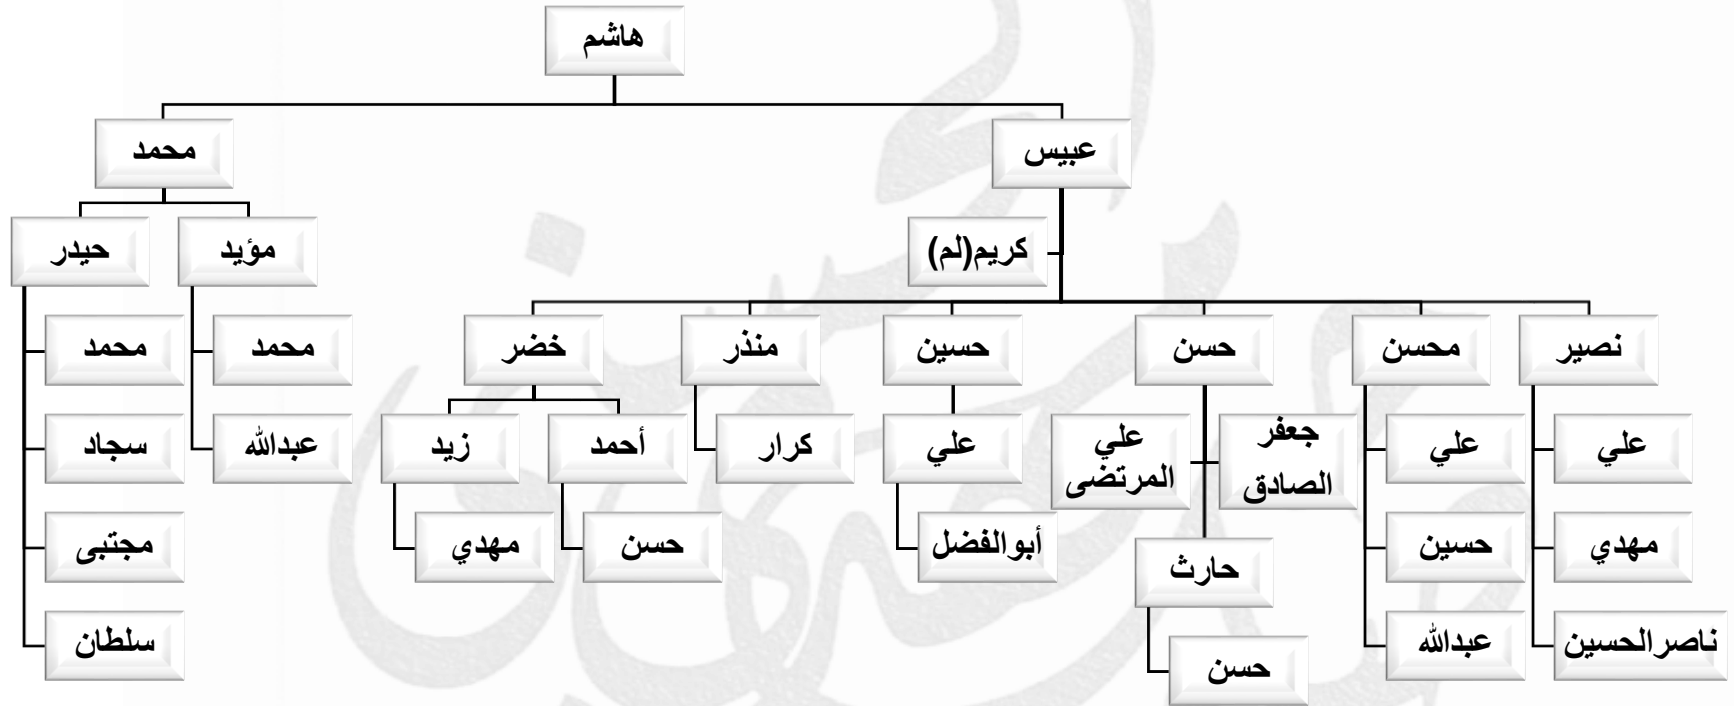 هاشم
عبيس
محمد
كريم(لم)
مؤيد
حيدر
نصير
محسن
حسن
حسين
منذر
خضر
محمد
محمد
علي
علي
جعفر
الصادق
علي
المرتضى
علي
كرار
أحمد
زيد
عبدالله
سجاد
مهدي
حسين
حارث
أبوالفضل
حسن
مهدي
مجتبى
ناصرالحسين
عبدالله
حسن
سلطان